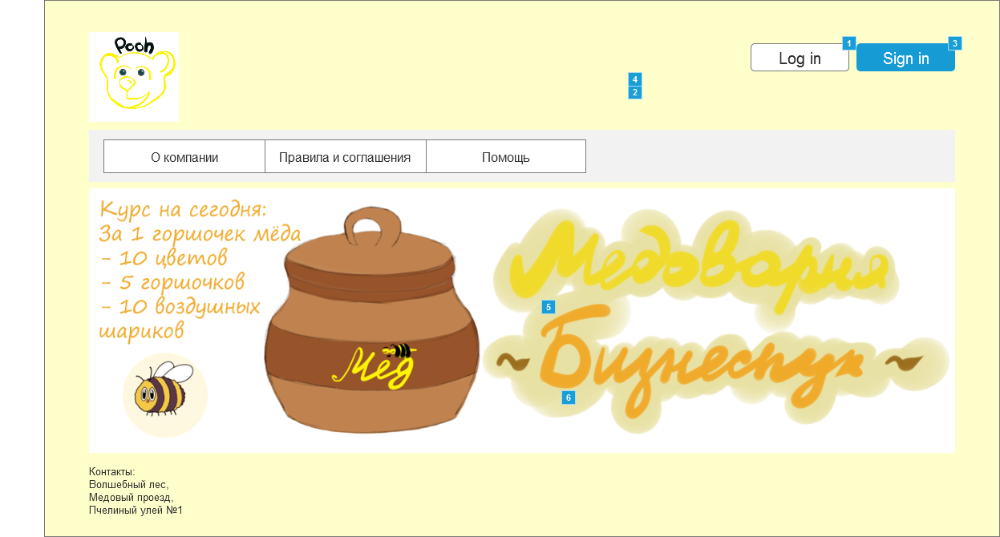 Pooh
Log in
1
Sign in
3
4
2
О компании
Правила и соглашения
Помощь
Курс на сегодня:
За 1 горшочек мёда
- 10 цветов
- 5 горшочков
- 10 воздушных
шариков
Мёд
Медоварня
5
~ Бизнеспух ~
6
Контакты:
Волшебный лес,
Медовый проезд,
Пчелиный улей №1